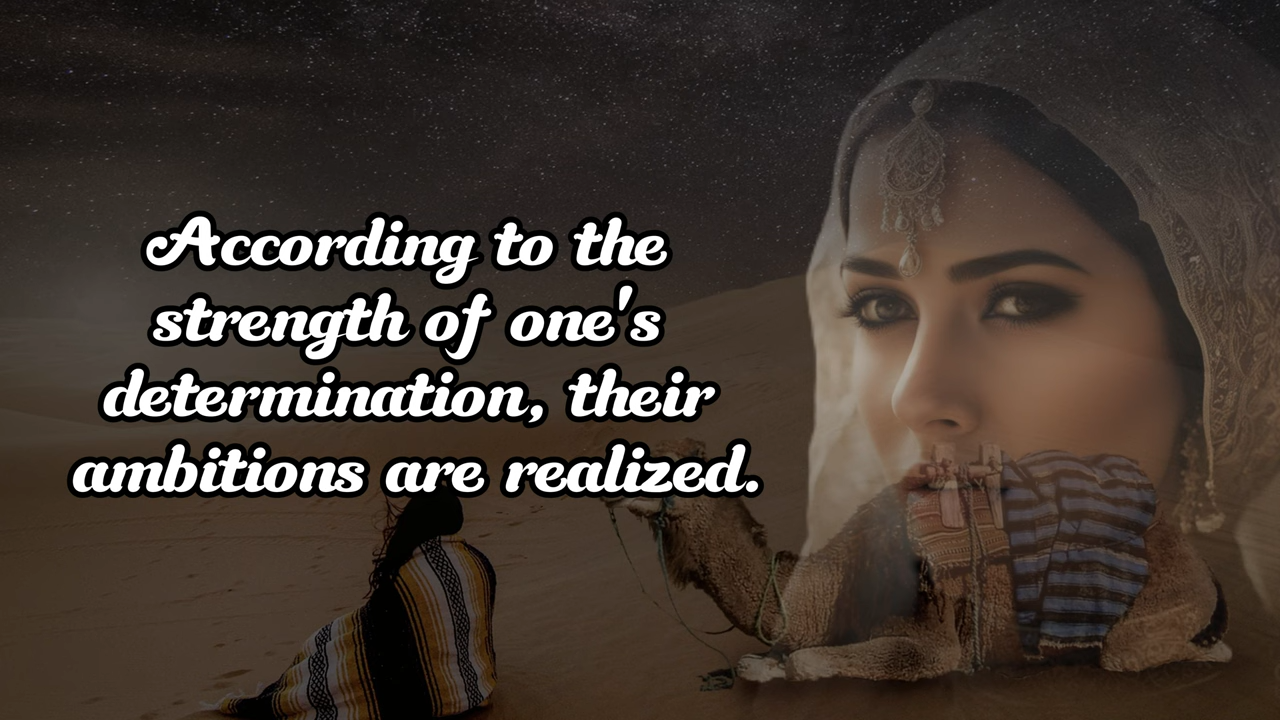 According to the
strength of one's
determination, their
ambitions are realized.